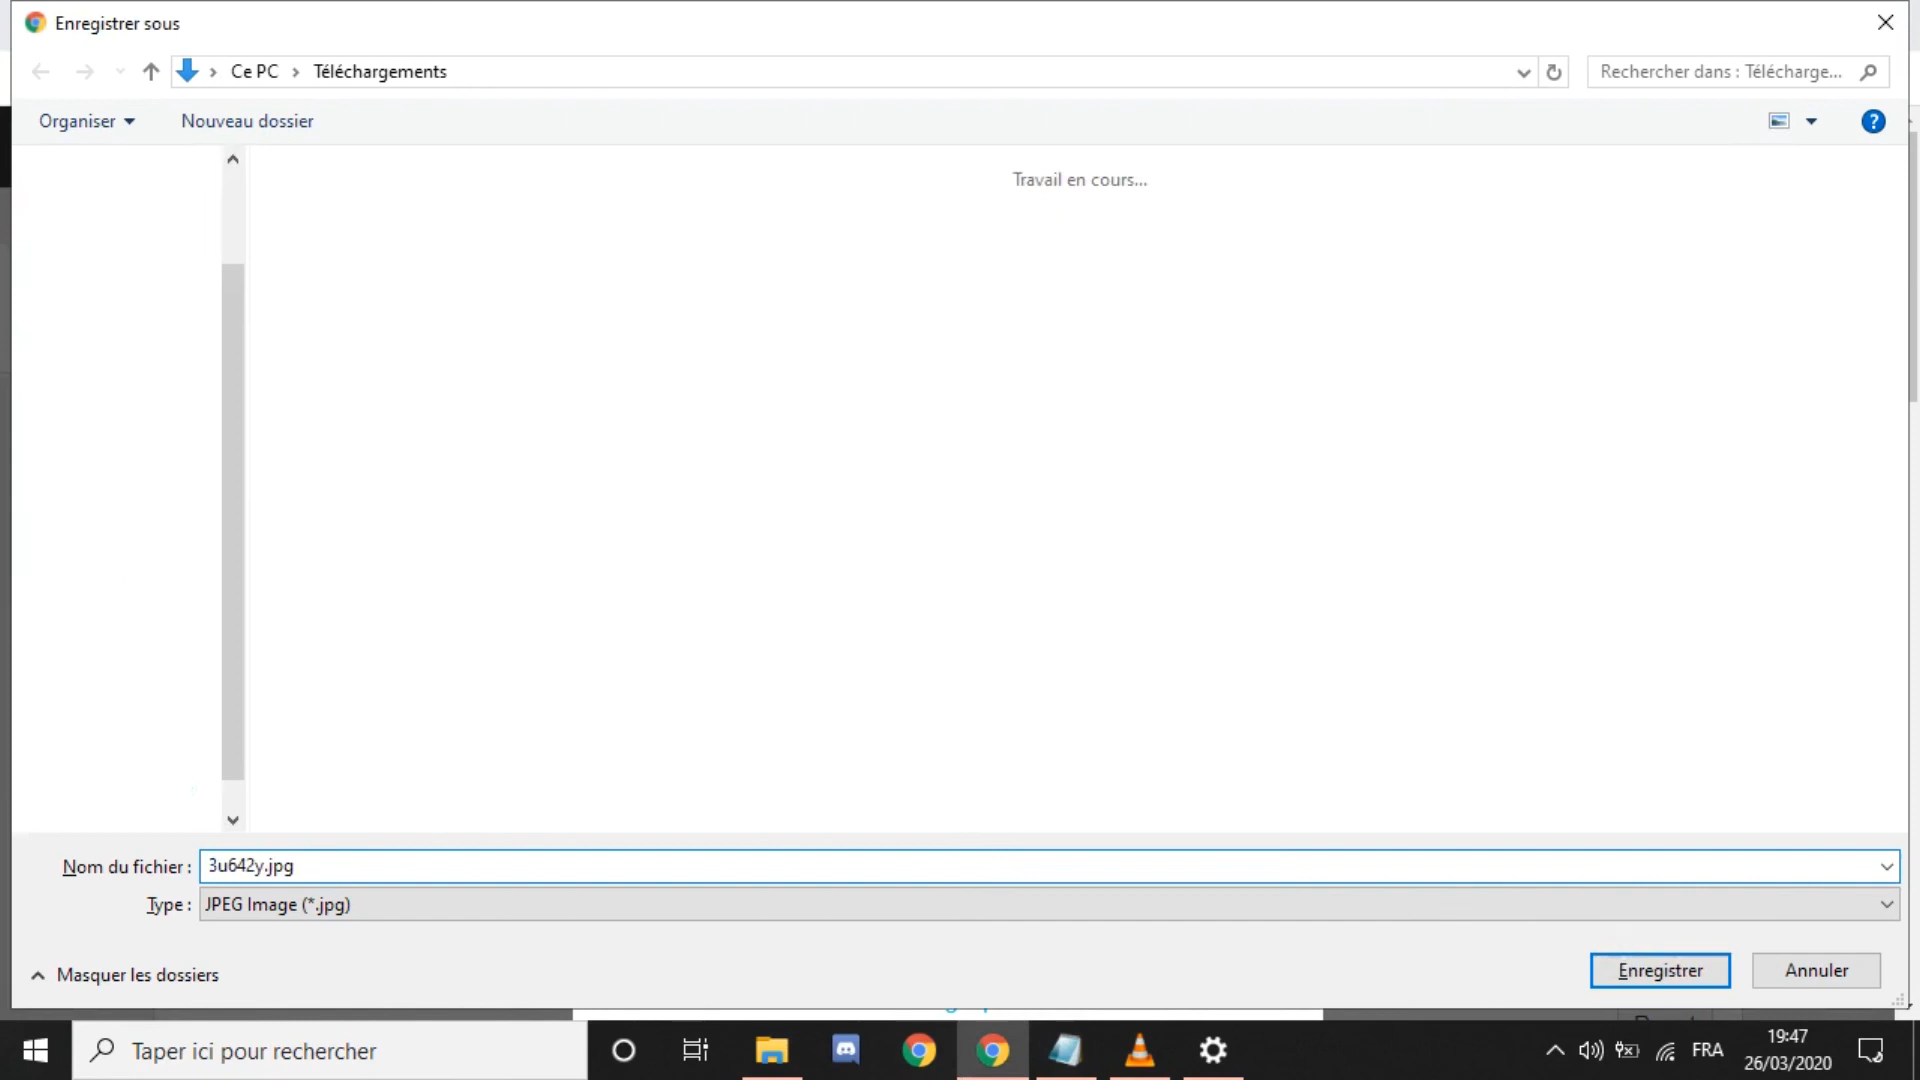 Enregistrer sous
Ce PC > Téléchargements
Rechercher dans : Télécharge...
Organiser
Nouveau dossier
?
Travail en cours...
Nom du fichier : 3u642y.jpg
Type : JPEG Image (*.jpg)
Masquer les dossiers
Enregistrer
Annuler
Taper ici pour rechercher
FRA
19:47
26/03/2020